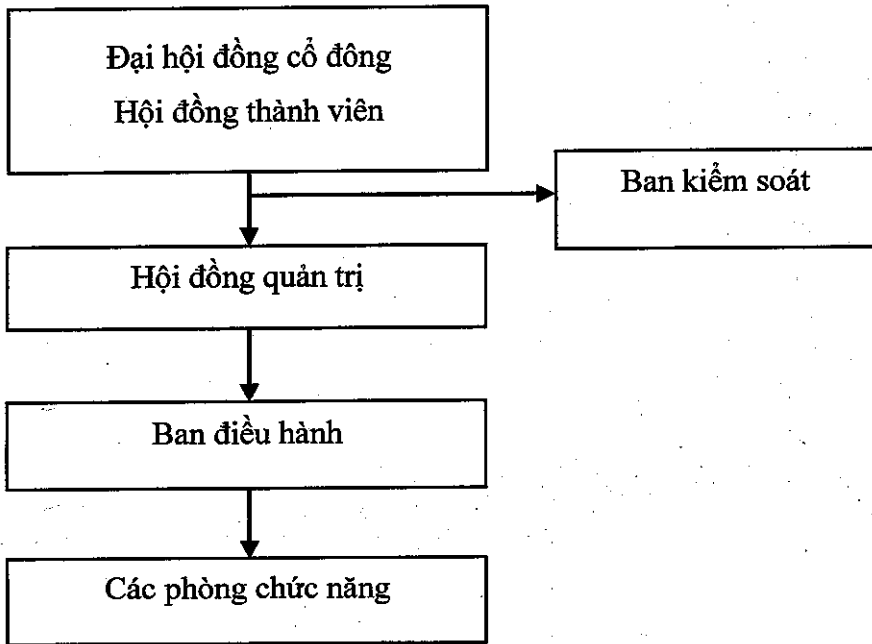 Đại hội đồng cổ đông
Hội đồng thành viên
Ban kiểm soát
Hội đồng quản trị
Ban điều hành
Các phòng chức năng